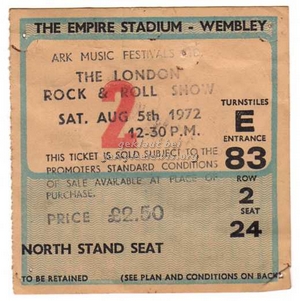 THE EMPIRE STADIUM - WEMBLEY
ARK MUSIC FESTIVALS
THE LONDON
ROCK & ROLL SHOW
2
SAT. AUG 5th, 1972
12-30 P.M.
TURNSTILES
E
ENTRANCE
83
ROW
2
SEAT
24
THIS TICKET IS SOLD SUBJECT TO THE
PROMOTERS STANDARD CONDITIONS
OF SALE AVAILABLE AT PLACE OF
PURCHASE.
PRICE £2.50
NORTH STAND SEAT
TO BE RETAINED (SEE PLAN AND CONDITIONS ON BACK)